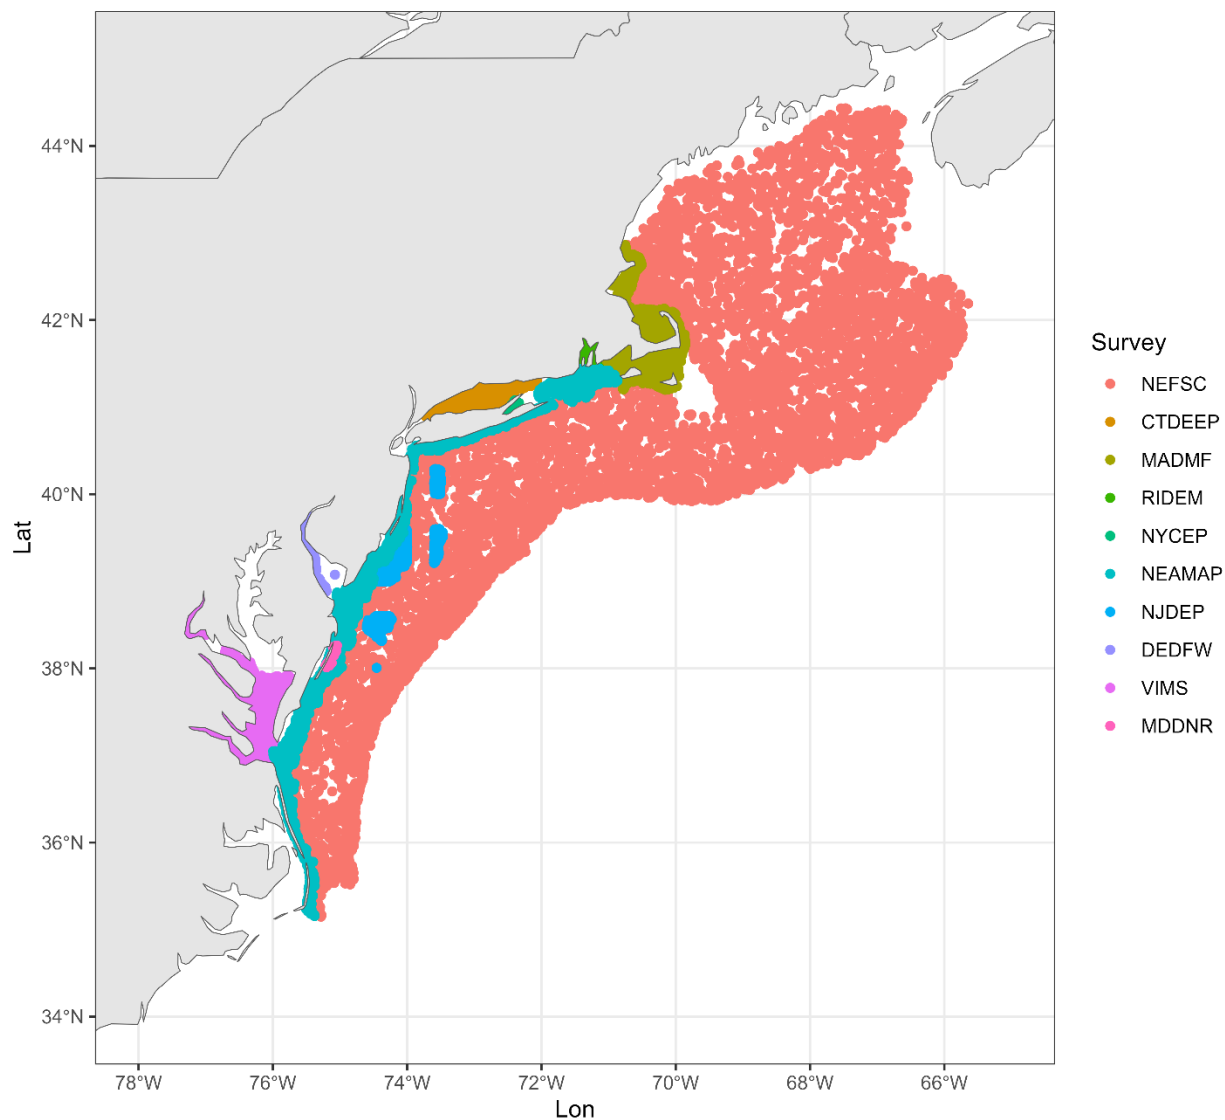 44°N
42°N
40°N
38°N
36°N
34°N
Lat
78°W 76°W 74°W 72°W 70°W 68°W 66°W
Lon
Survey
NEFSC
CTDEEP
MADMF
RIDEM
NYCEP
NEAMAP
NJDEP
DEDFW
VIMS
MDDNR